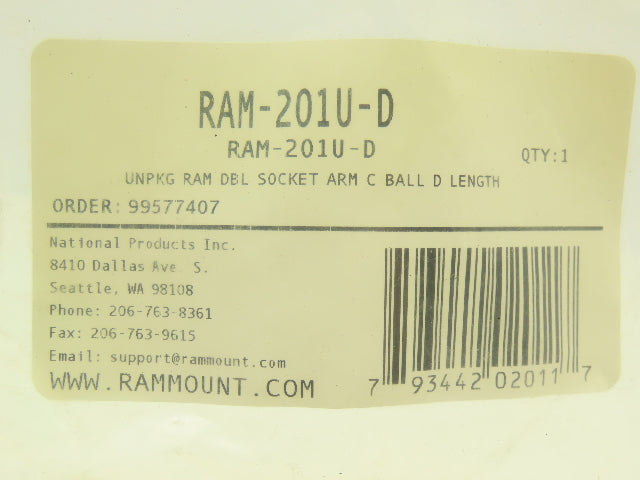 RAM-201U-D
RAM-201U-D
QTY:1
UNPKG RAM DBL SOCKET ARM C BALL D LENGTH
ORDER: 99577407
National Products Inc.
8410 Dallas Ave. S.
Seattle, WA 98108
Phone: 206-763-8361
Fax: 206-763-9615
Email: support@rammount.com
WWW.RAMMOUNT.COM
7 93442 02011 7